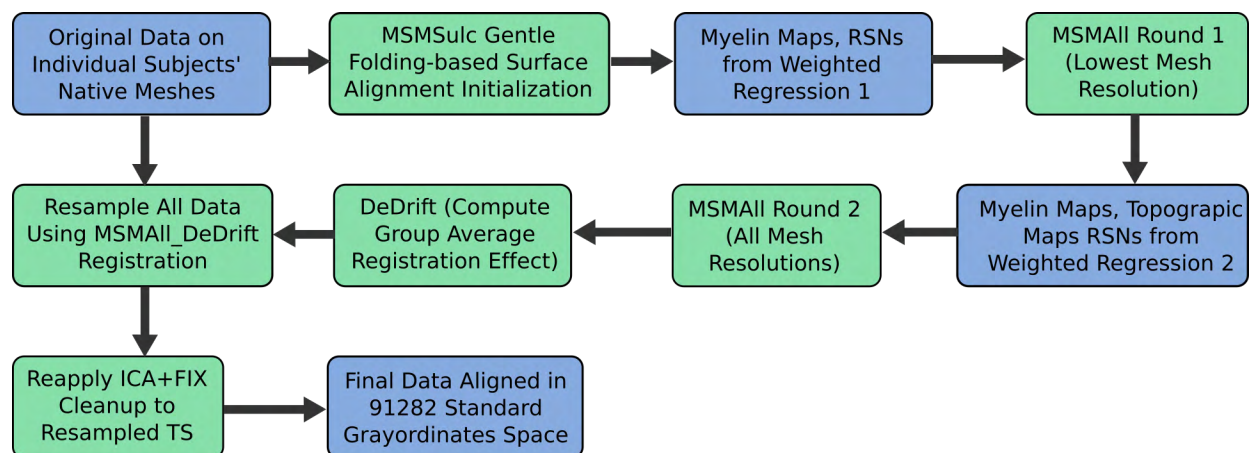 Original Data on
Individual Subjects'
Native Meshes
MSMSulc Gentle
Folding-based Surface
Alignment Initialization
Myelin Maps, RSNs
from Weighted
Regression 1
MSMAll Round 1
(Lowest Mesh
Resolution)
Myelin Maps, Topograpic
Maps RSNs from
Weighted Regression 2
MSMAll Round 2
(All Mesh
Resolutions)
DeDrift (Compute
Group Average
Registration Effect)
Resample All Data
Using MSMAll_DeDrift
Registration
Reapply ICA+FIX
Cleanup to
Resampled TS
Final Data Aligned in
91282 Standard
Grayordinates Space